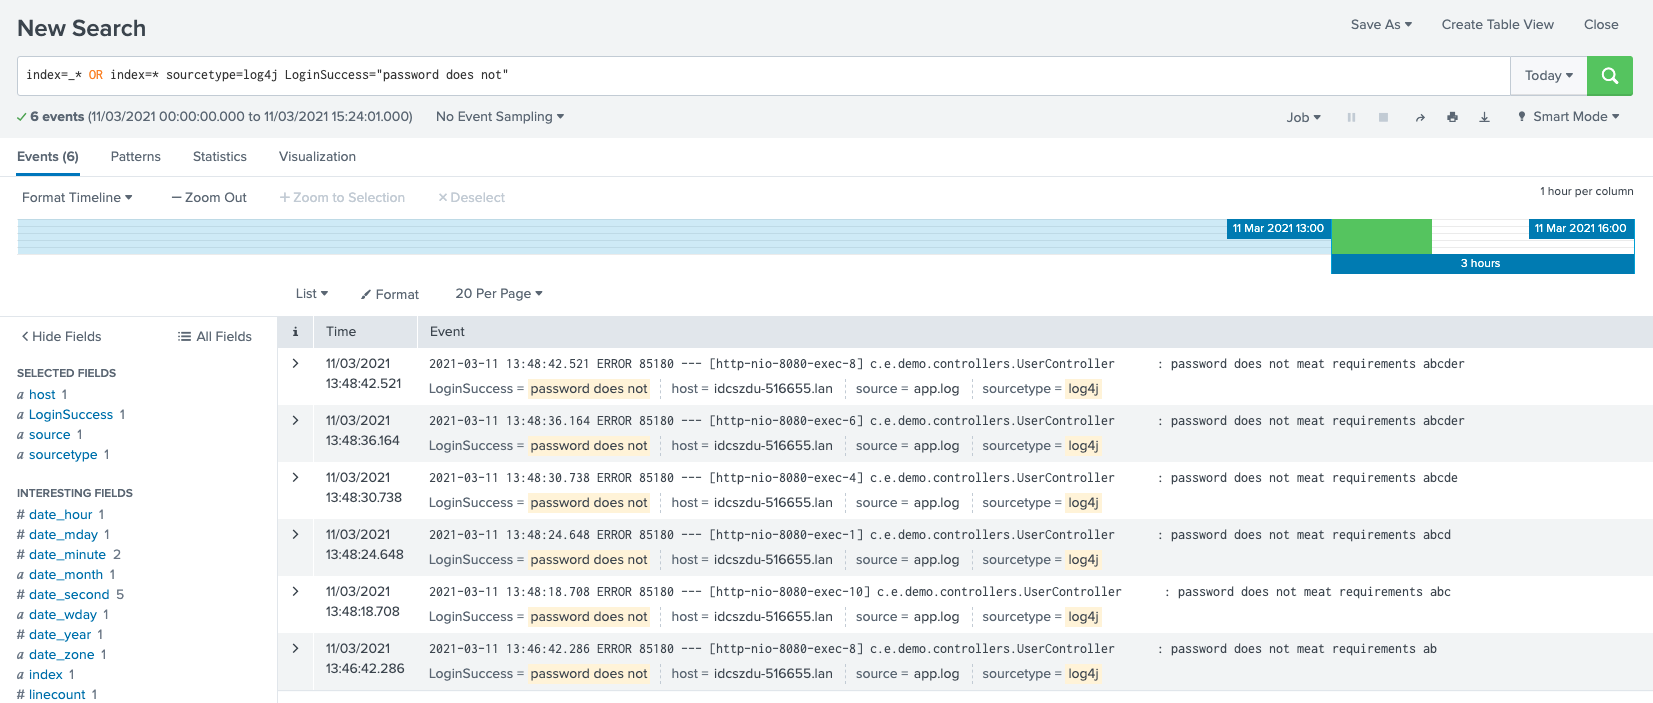 New Search
Save As Create Table View Close
index=_* OR index=* sourcetype=log4j LoginSuccess="password does not"
Today
6 events (11/03/2021 00:00:00.000 to 11/03/2021 15:24:01.000) No Event Sampling
Job Smart Mode
Events (6) Patterns Statistics Visualization
Format Timeline — Zoom Out + Zoom to Selection × Deselect
1 hour per column
11 Mar 2021 13:00 11 Mar 2021 16:00
3 hours
List Format 20 Per Page
< Hide Fields All Fields
i Time Event
SELECTED FIELDS
a host 1
a LoginSuccess 1
a source 1
a sourcetype 1
INTERESTING FIELDS
# date_hour 1
# date_mday 1
# date_minute 2
a date_month 1
# date_second 5
a date_wday 1
# date_year 1
a date_zone 1
a index 1
# linecount 1
> 11/03/2021 2021-03-11 13:48:42.521 ERROR 85180 --- [http-nio-8080-exec-8] c.e.demo.controllers.UserController : password does not meat requirements abcder
13:48:42.521 LoginSuccess = password does not host = idcszdu-516655.lan source = app.log sourcetype = log4j
> 11/03/2021 2021-03-11 13:48:36.164 ERROR 85180 --- [http-nio-8080-exec-6] c.e.demo.controllers.UserController : password does not meat requirements abcder
13:48:36.164 LoginSuccess = password does not host = idcszdu-516655.lan source = app.log sourcetype = log4j
> 11/03/2021 2021-03-11 13:48:30.738 ERROR 85180 --- [http-nio-8080-exec-4] c.e.demo.controllers.UserController : password does not meat requirements abcde
13:48:30.738 LoginSuccess = password does not host = idcszdu-516655.lan source = app.log sourcetype = log4j
> 11/03/2021 2021-03-11 13:48:24.648 ERROR 85180 --- [http-nio-8080-exec-1] c.e.demo.controllers.UserController : password does not meat requirements abcd
13:48:24.648 LoginSuccess = password does not host = idcszdu-516655.lan source = app.log sourcetype = log4j
> 11/03/2021 2021-03-11 13:48:18.708 ERROR 85180 --- [http-nio-8080-exec-10] c.e.demo.controllers.UserController : password does not meat requirements abc
13:48:18.708 LoginSuccess = password does not host = idcszdu-516655.lan source = app.log sourcetype = log4j
> 11/03/2021 2021-03-11 13:46:42.286 ERROR 85180 --- [http-nio-8080-exec-8] c.e.demo.controllers.UserController : password does not meat requirements ab
13:46:42.286 LoginSuccess = password does not host = idcszdu-516655.lan source = app.log sourcetype = log4j